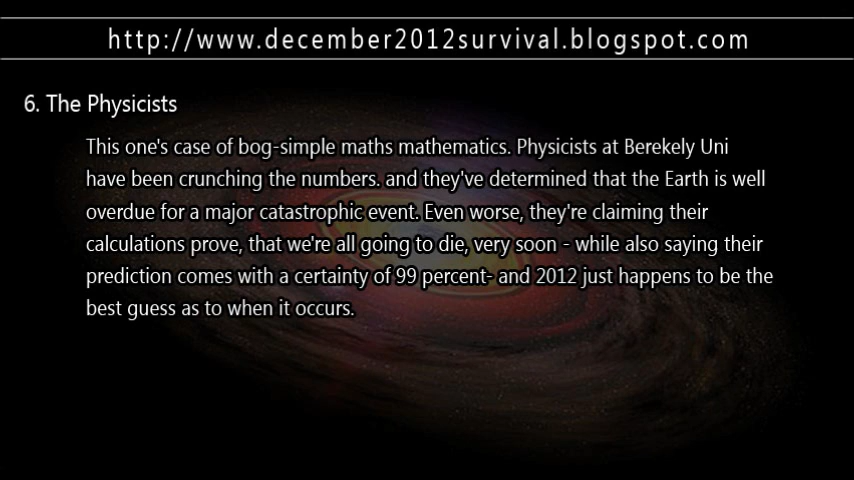 http://www.december2012survival.blogspot.com
6. The Physicists
This one's case of bog-simple maths mathematics. Physicists at Berekely Uni
have been crunching the numbers. and they've determined that the Earth is well
overdue for a major catastrophic event. Even worse, they're claiming their
calculations prove, that we're all going to die, very soon - while also saying their
prediction comes with a certainty of 99 percent- and 2012 just happens to be the
best guess as to when it occurs.